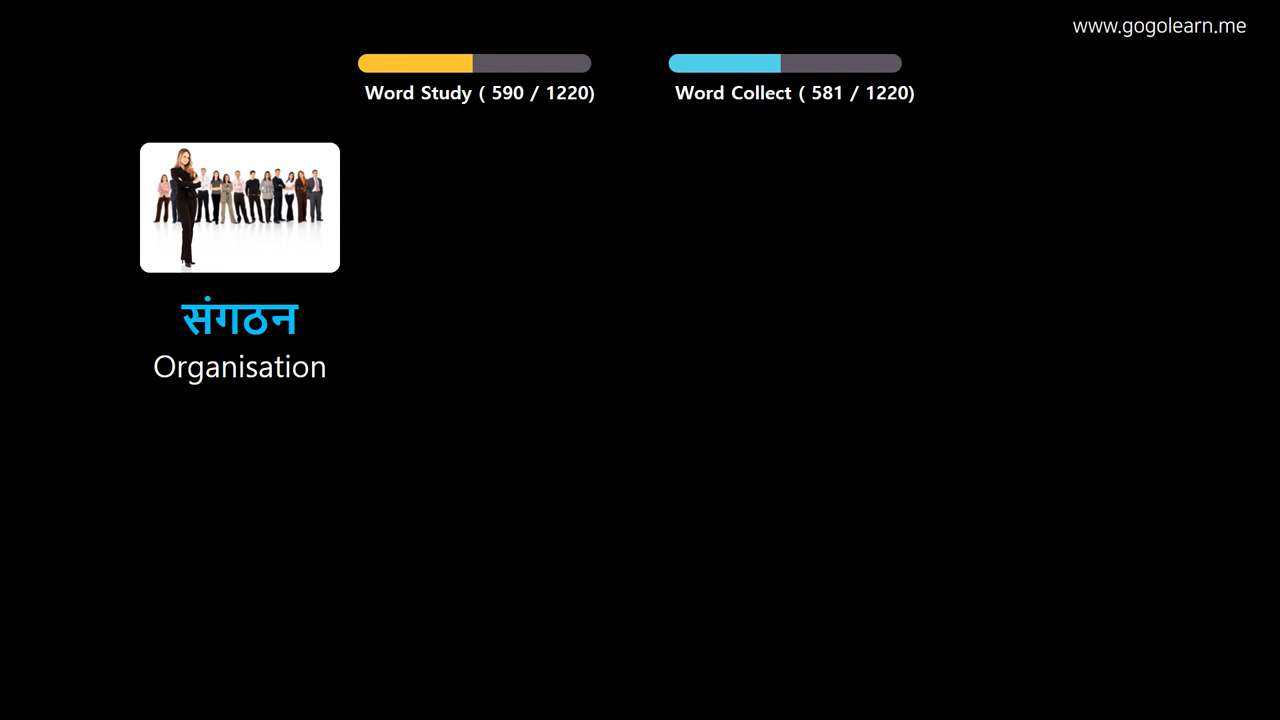 www.gogolearn.me
Word Study ( 590 / 1220)
Word Collect ( 581 / 1220)
संगठन
Organisation